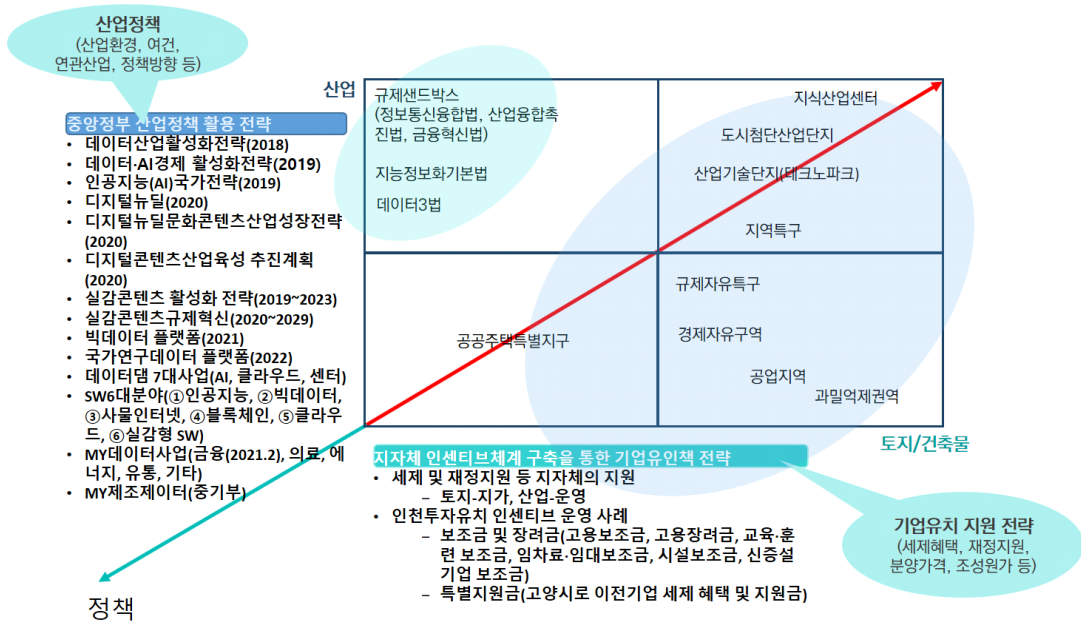 산업정책
(산업환경, 여건,
연관산업, 정책방향 등)
중앙정부 산업정책 활용 전략
• 데이터산업활성화전략(2018)
• 데이터·AI경제 활성화전략(2019)
• 인공지능(AI)국가전략(2019)
• 디지털뉴딜(2020)
• 디지털뉴딜문화콘텐츠산업성장전략
(2020)
• 디지털콘텐츠산업육성 추진계획
(2020)
• 실감콘텐츠 활성화 전략(2019~2023)
• 실감콘텐츠규제혁신(2020~2029)
• 빅데이터 플랫폼(2021)
• 국가연구데이터 플랫폼(2022)
• 데이터댐 7대사업(AI, 클라우드, 센터)
• SW6대분야(①인공지능, ②빅데이터,
③사물인터넷, ④블록체인, ⑤클라우
드, ⑥실감형 SW)
• MY데이터사업(금융(2021.2), 의료, 에
너지, 유통, 기타)
• MY제조제이터(중기부)
정책
산업
규제샌드박스
(정보통신융합법, 산업융합촉
진법, 금융혁신법)
지능정보화기본법
데이터3법
지식산업센터
도시첨단산업단지
산업기술단지(테크노파크)
지역특구
공공주택특별지구
규제자유특구
경제자유구역
공업지역
과밀억제권역
토지/건축물
지자체 인센티브체계 구축을 통한 기업유인책 전략
• 세제 및 재정지원 등 지자체의 지원
– 토지-지가, 산업-운영
• 인천투자유치 인센티브 운영 사례
– 보조금 및 장려금(고용보조금, 고용장려금, 교육·훈
련 보조금, 임차료·임대보조금, 시설보조금, 신증설
기업 보조금)
– 특별지원금(고양시로 이전기업 세제 혜택 및 지원금)
기업유치 지원 전략
(세제혜택, 재정지원,
분양가격, 조성원가 등)